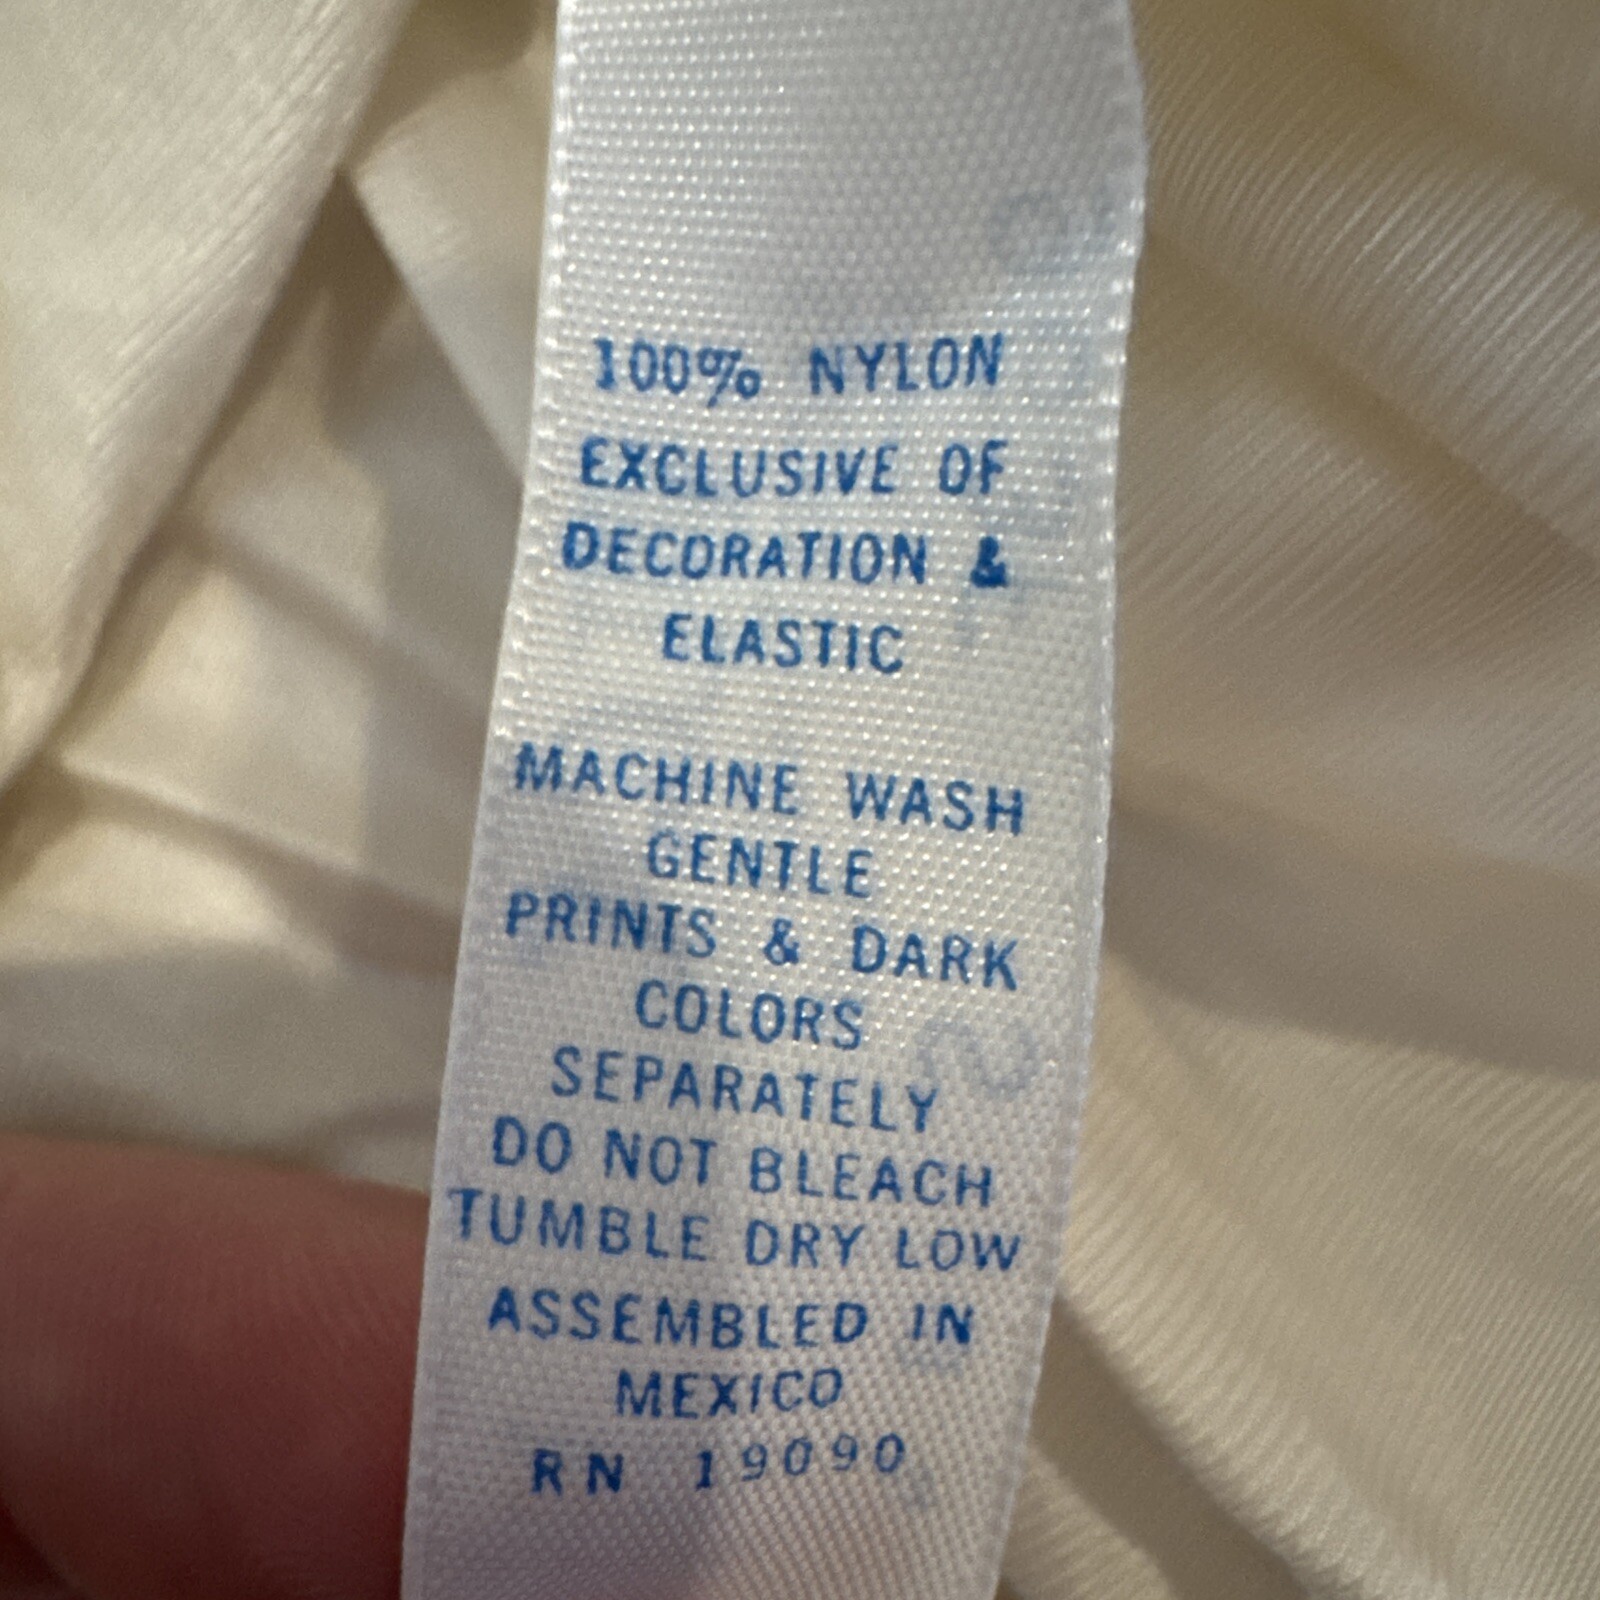 100% NYLON
EXCLUSIVE OF
DECORATION &
ELASTIC
MACHINE WASH
GENTLE
PRINTS & DARK
COLORS
SEPARATELY
DO NOT BLEACH
TUMBLE DRY LOW
ASSEMBLED IN
MEXICO
RN 19090